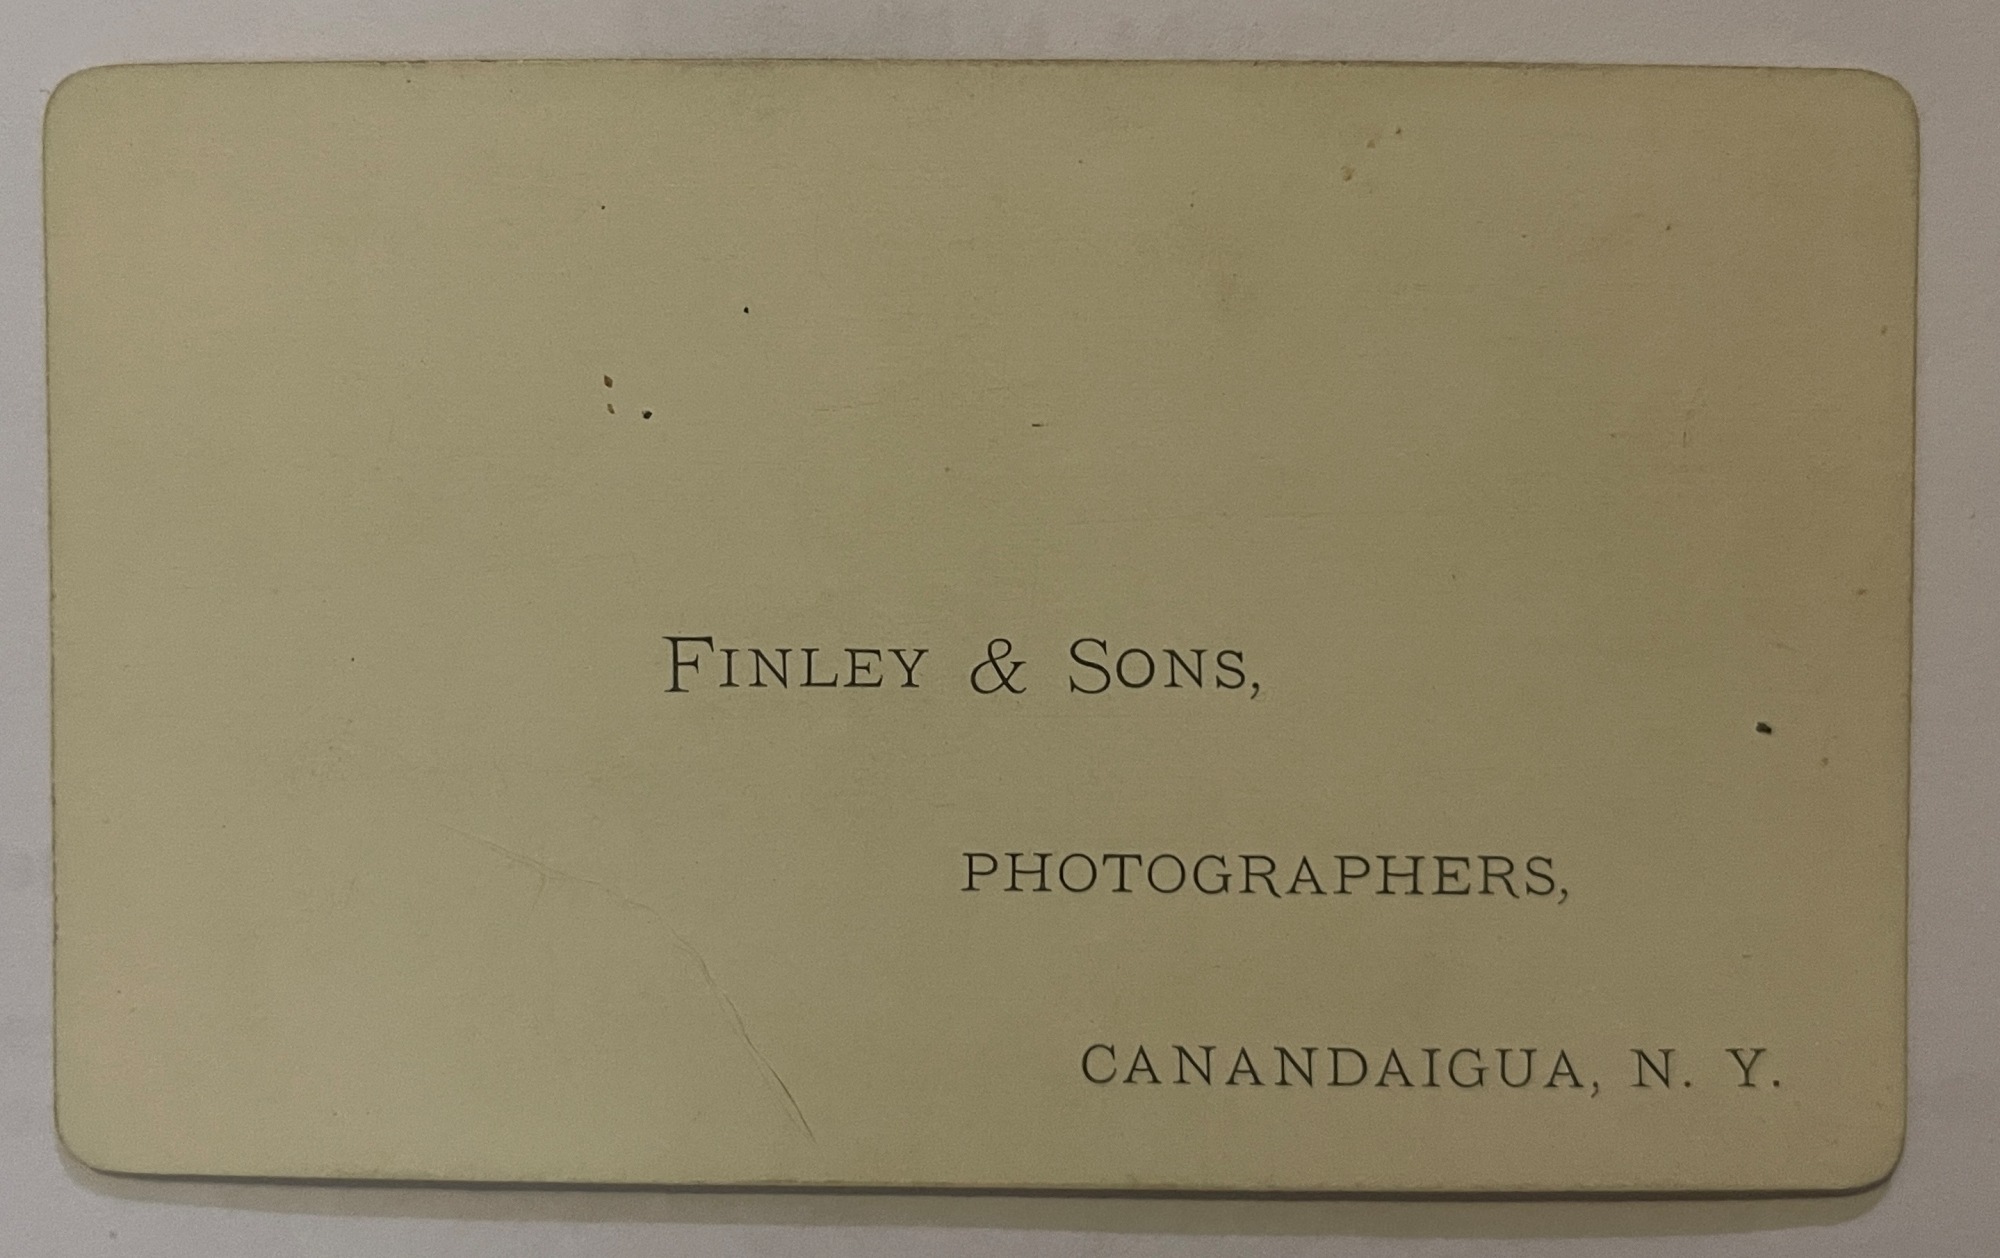 FINLEY & SONS,
PHOTOGRAPHERS,
CANANDAIGUA, N. Y.